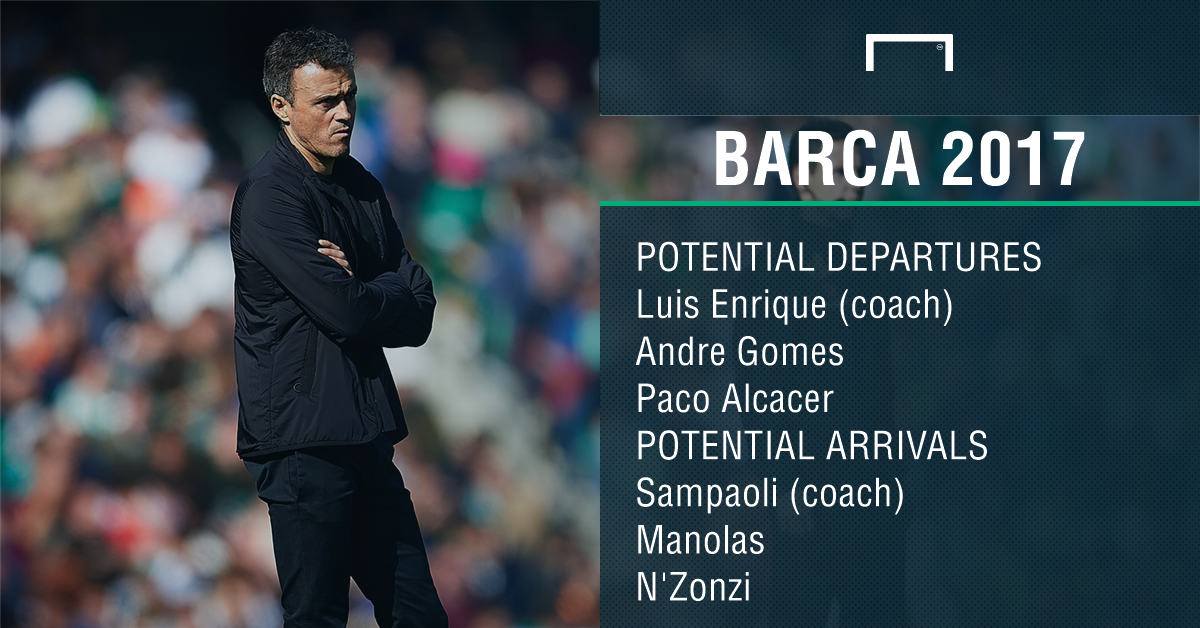 BARCA 2017
POTENTIAL DEPARTURES
Luis Enrique (coach)
Andre Gomes
Paco Alcacer
POTENTIAL ARRIVALS
Sampaoli (coach)
Manolas
N'Zonzi